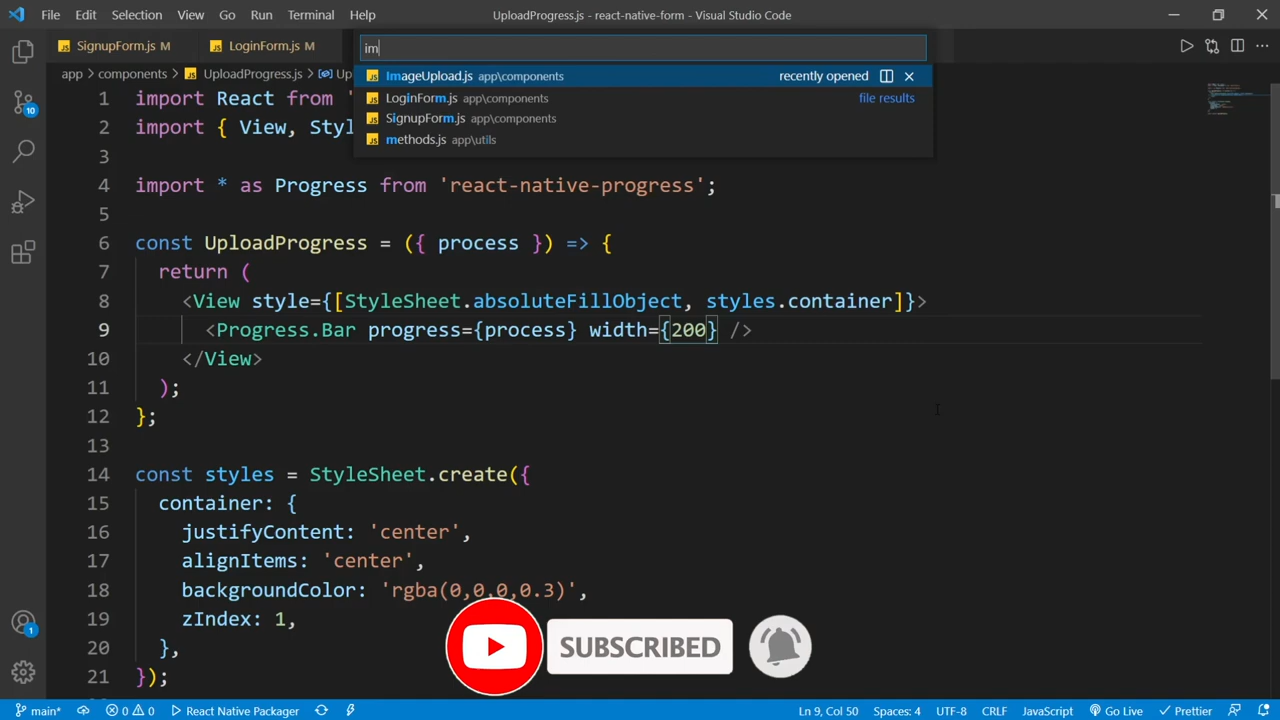 File Edit Selection View Go Run Terminal Help
UploadProgress.js - react-native-form - Visual Studio Code
SignupForm.js M
LoginForm.js M
im
app > components > UploadProgress.js > Up
ImageUpload.js app\components recently opened
LoginForm.js app\components file results
SignupForm.js app\components
methods.js app\utils
1 import React from '
2 import { View, Styl
3
4 import * as Progress from 'react-native-progress';
5
6 const UploadProgress = ({ process }) => {
7 return (
8 <View style={[StyleSheet.absoluteFillObject, styles.container]}>
9 <Progress.Bar progress={process} width={200} />
10 </View>
11 );
12 };
13
14 const styles = StyleSheet.create({
15 container: {
16 justifyContent: 'center',
17 alignItems: 'center',
18 backgroundColor: 'rgba(0,0,0,0.3)',
19 zIndex: 1,
20 },
21 });
10
1
SUBSCRIBED
main* 0 0 React Native Packager Ln 9, Col 50 Spaces: 4 UTF-8 CRLF JavaScript Go Live Prettier